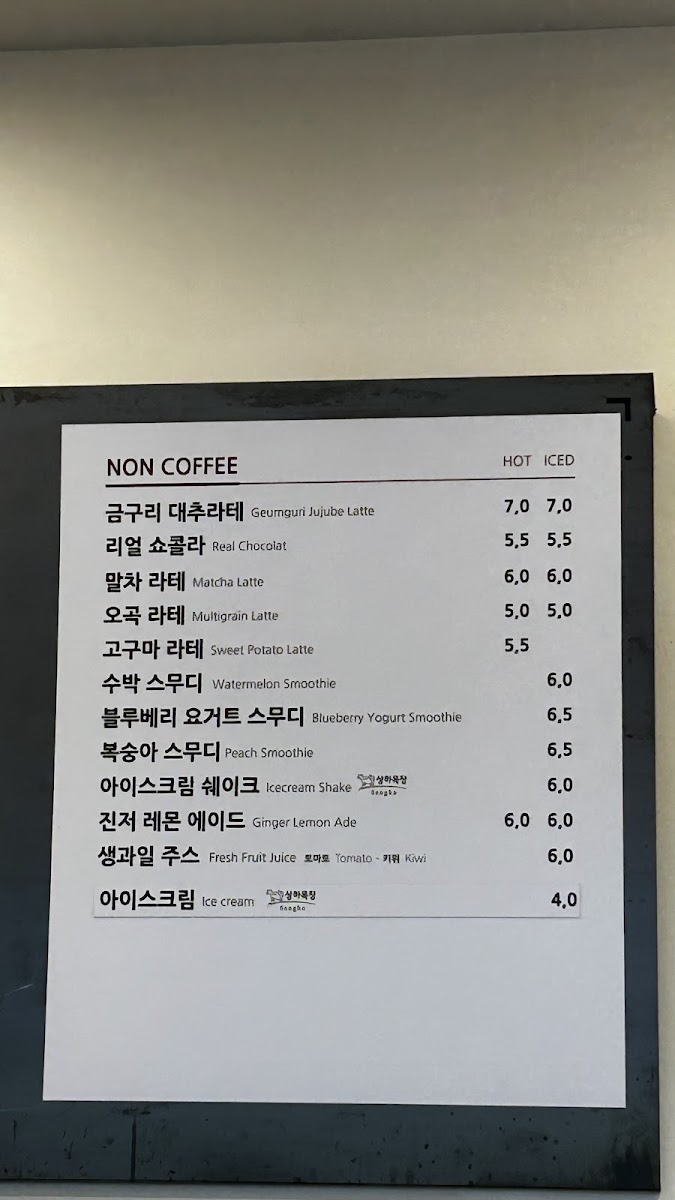 NON COFFEE HOT ICED
금구리 대추라테 Geumguri Jujube Latte 7.0 7.0
리얼 쇼콜라 Real Chocolat 5.5 5.5
말차 라테 Matcha Latte 6.0 6.0
오곡 라테 Multigrain Latte 5.0 5.0
고구마 라테 Sweet Potato Latte 5.5
수박 스무디 Watermelon Smoothie 6.0
블루베리 요거트 스무디 Blueberry Yogurt Smoothie 6.5
복숭아 스무디 Peach Smoothie 6.5
아이스크림 쉐이크 Icecream Shake 상하목장 6.0
진저 레몬 에이드 Ginger Lemon Ade 6.0 6.0
생과일 주스 Fresh Fruit Juice 토마토 Tomato - 키위 Kiwi 6.0
아이스크림 Ice cream 상하목장 4.0